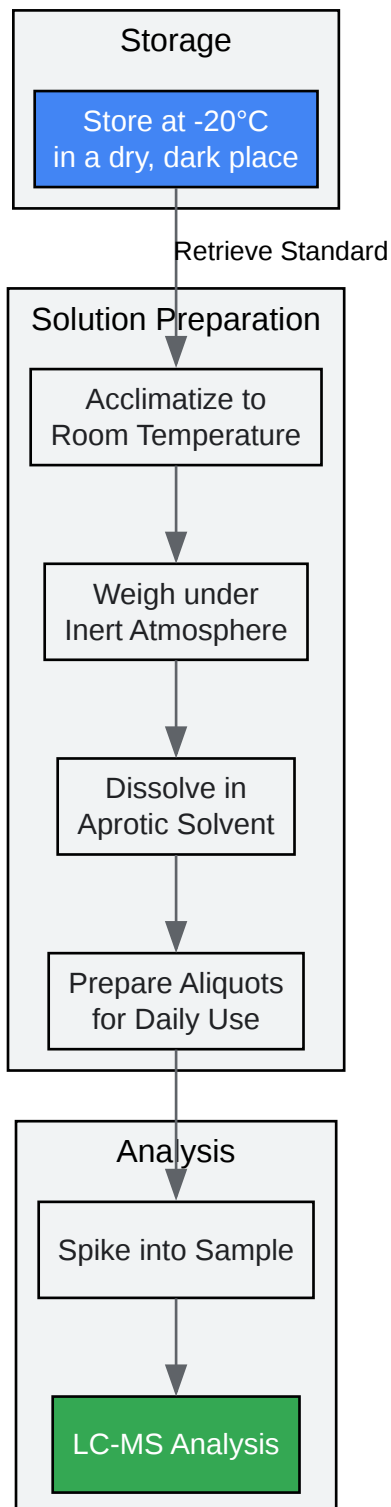 Storage
Store at -20°C
in a dry, dark place
Retrieve Standard
Solution Preparation
Acclimatize to
Room Temperature
Weigh under
Inert Atmosphere
Dissolve in
Aprotic Solvent
Prepare Aliquots
for Daily Use
Analysis
Spike into Sample
LC-MS Analysis